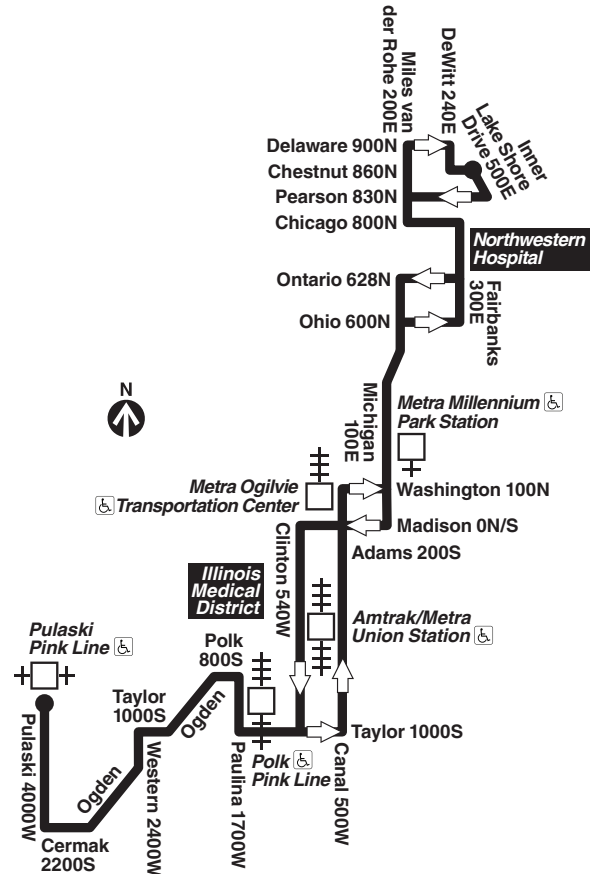 Miles van
der Rohe 200E
DeWitt 240E
Inner
Lake Shore
Drive 500E
Delaware 900N
Chestnut 860N
Pearson 830N
Chicago 800N
Northwestern
Hospital
Ontario 628N
Fairbanks
300E
Ohio 600N
N
Michigan
100E
Metra Millennium
Park Station
Metra Ogilvie
Transportation Center
Washington 100N
Madison 0N/S
Adams 200S
Clinton 540W
Illinois
Medical
District
Amtrak/Metra
Union Station
Pulaski
Pink Line
Polk
800S
Taylor
1000S
Ogden
Taylor 1000S
Pulaski 4000W
Ogden
Western 2400W
Paulina 1700W
Polk
Pink Line
Canal 500W
Cermak
2200S